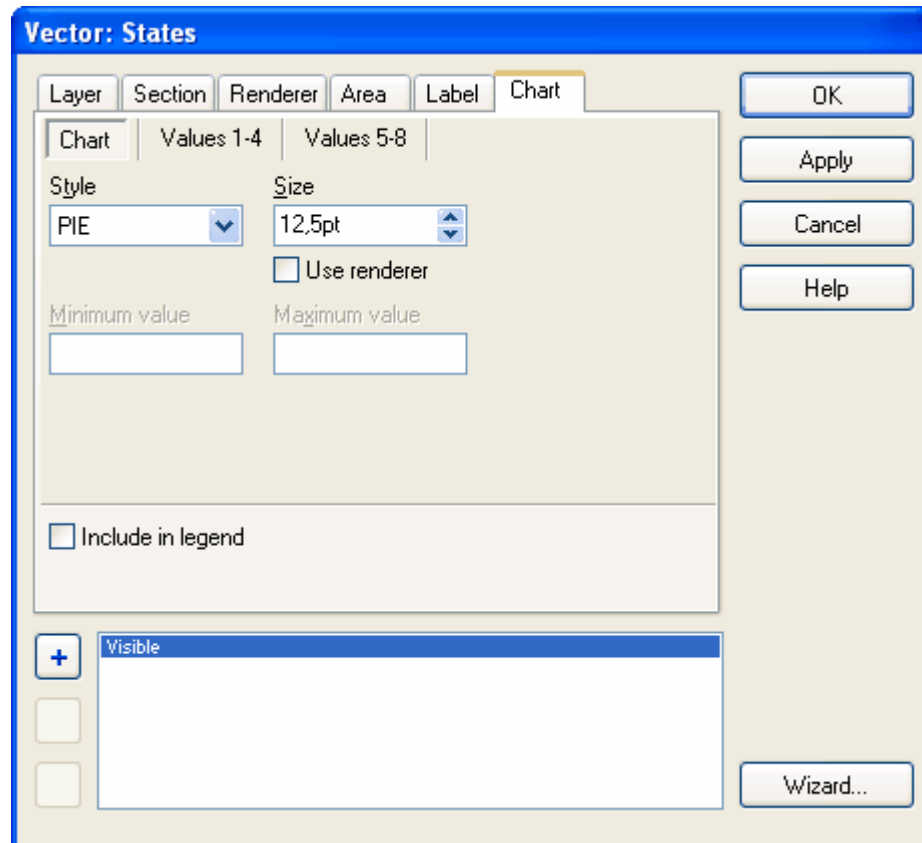 Vector: States
Layer Section Renderer Area Label Chart
OK
Chart Values 1-4 Values 5-8
Apply
Style Size
PIE 12,5pt
Cancel
Use renderer
Help
Minimum value Maximum value
Include in legend
+ Visible
Wizard...